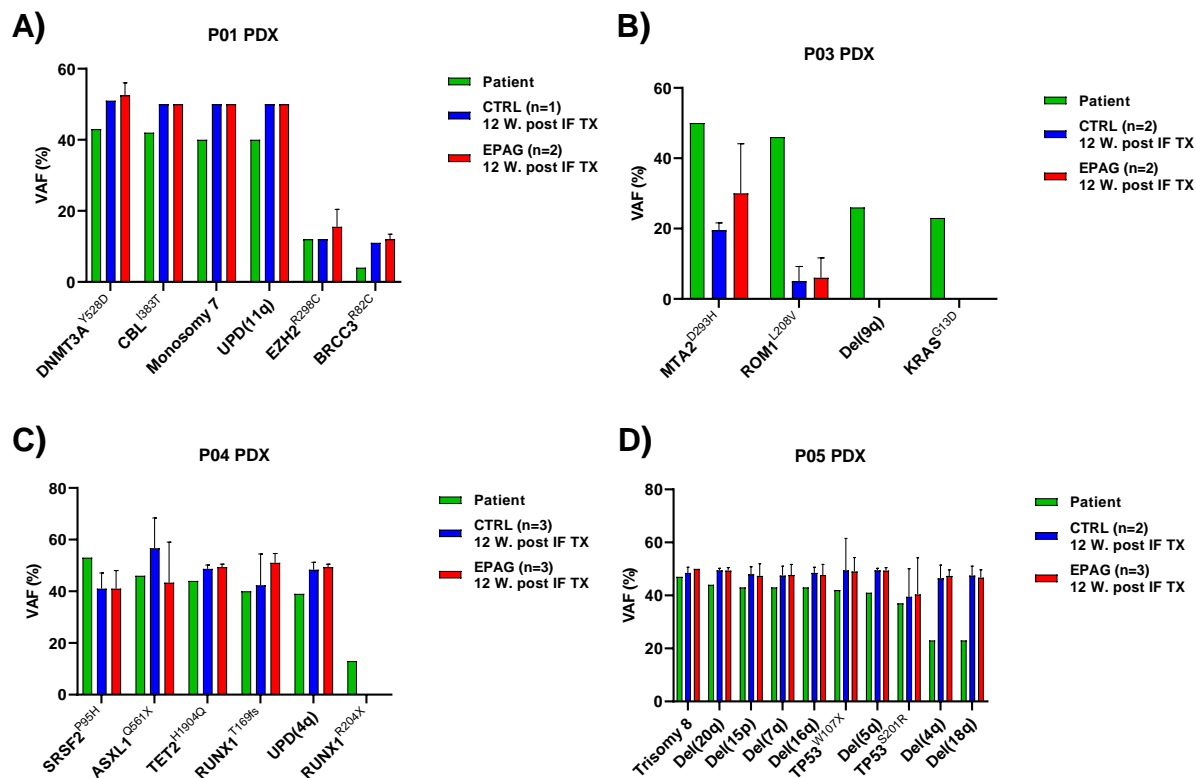 A)
P01 PDX
VAF (%)
60
40
20
0
DNMT3A Y528D
CBL I383T
Monosomy 7
UPD(11q)
EZH2 R298C
BRCC3 R82C
Patient
CTRL (n=1)
12 W. post IF TX
EPAG (n=2)
12 W. post IF TX
B)
P03 PDX
VAF (%)
60
40
20
0
MTA2 D293H
ROM1 L208V
Del(9q)
KRAS G13D
Patient
CTRL (n=2)
12 W. post IF TX
EPAG (n=2)
12 W. post IF TX
C)
P04 PDX
VAF (%)
80
60
40
20
0
SRSF2 P95H
ASXL1 Q561X
TET2 H1904Q
RUNX1 T169fs
UPD(4q)
RUNX1 R204X
Patient
CTRL (n=3)
12 W. post IF TX
EPAG (n=3)
12 W. post IF TX
D)
P05 PDX
VAF (%)
80
60
40
20
0
Trisomy 8
Del(20q)
Del(15p)
Del(7q)
Del(16q)
TP53 W107X
Del(5q)
TP53 S201R
Del(4q)
Del(18q)
Patient
CTRL (n=2)
12 W. post IF TX
EPAG (n=3)
12 W. post IF TX